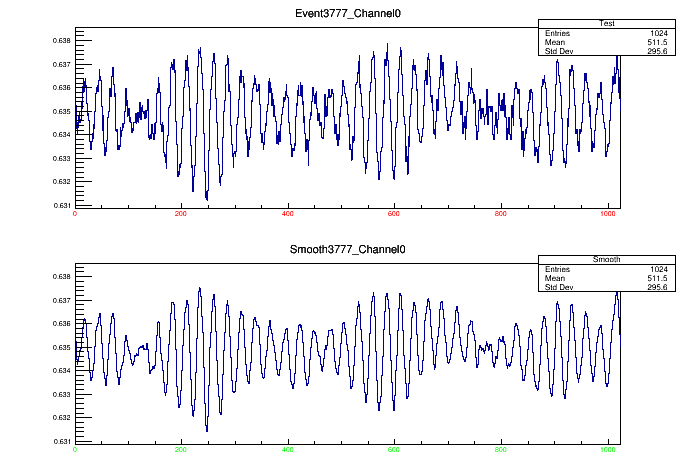 Event3777_Channel0
Test
Entries 1024
Mean 511.5
Std Dev 295.6
0.638
0.637
0.636
0.635
0.634
0.633
0.632
0.631
0 200 400 600 800 1000
Smooth3777_Channel0
Smooth
Entries 1024
Mean 511.5
Std Dev 295.6
0.638
0.637
0.636
0.635
0.634
0.633
0.632
0.631
0 200 400 600 800 1000